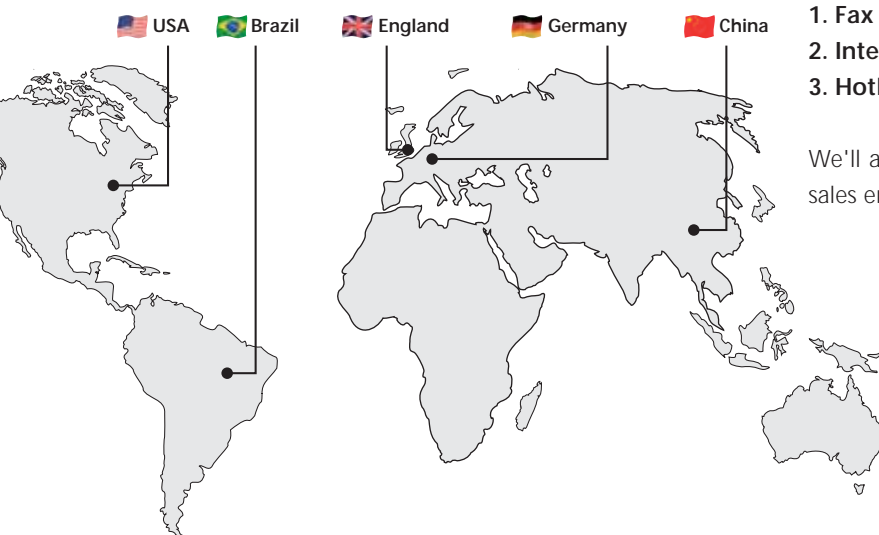 USA
Brazil
England
Germany
China
1. Fax
2. Inte
3. Hotl
We'll a
sales e